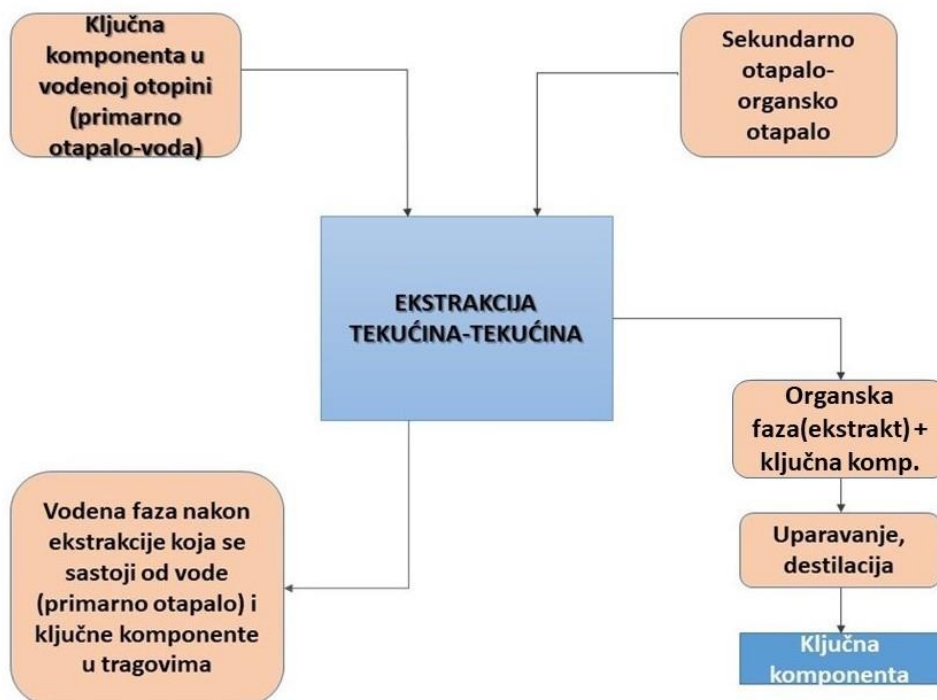 Ključna
komponenta u
vodenoj otopini
(primarno
otapalo-voda)
Sekundarno
otapalo-
organsko
otapalo
EKSTRAKCIJA
TEKUĆINA-TEKUĆINA
Organska
faza(ekstrakt) +
ključna komp.
Vodena faza nakon
ekstrakcije koja se
sastoji od vode
(primarno otapalo) i
ključne komponente
u tragovima
Uparavanje,
destilacija
Ključna
komponenta